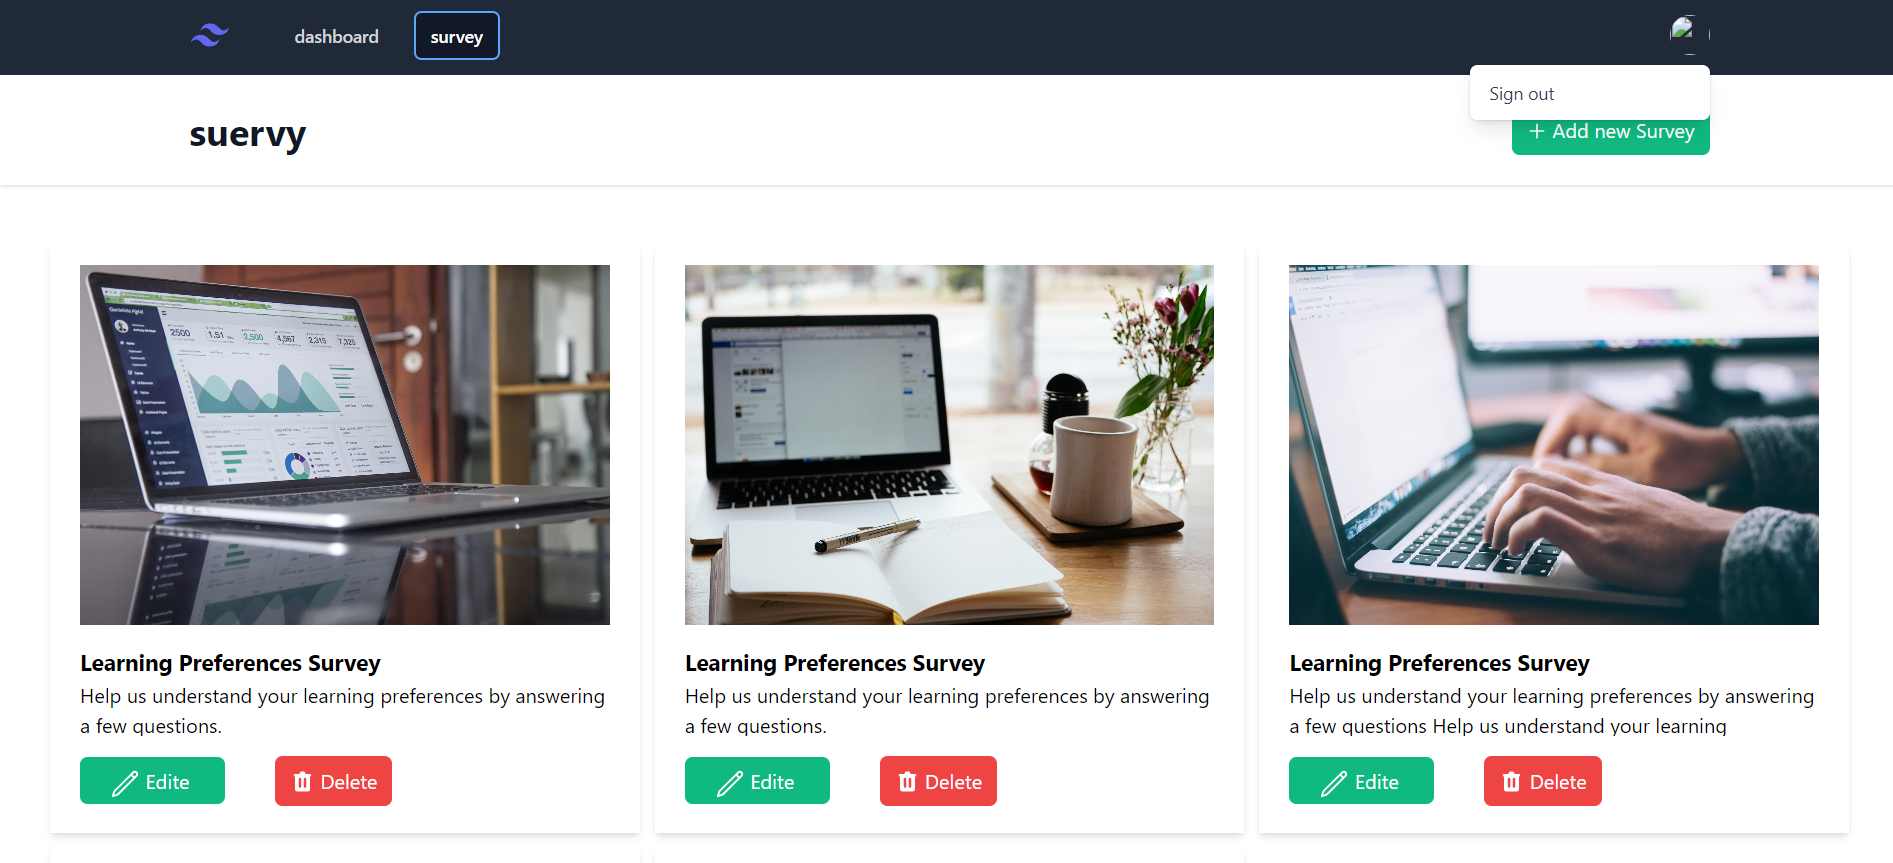 dashboard
survey
Sign out
suervy
+ Add new Survey
2500
1.51
2,500
4,567
2,315
7,325
Learning Preferences Survey
Help us understand your learning preferences by answering
a few questions.
Edite
Delete
Learning Preferences Survey
Help us understand your learning preferences by answering
a few questions.
Edite
Delete
Learning Preferences Survey
Help us understand your learning preferences by answering
a few questions Help us understand your learning
Edite
Delete